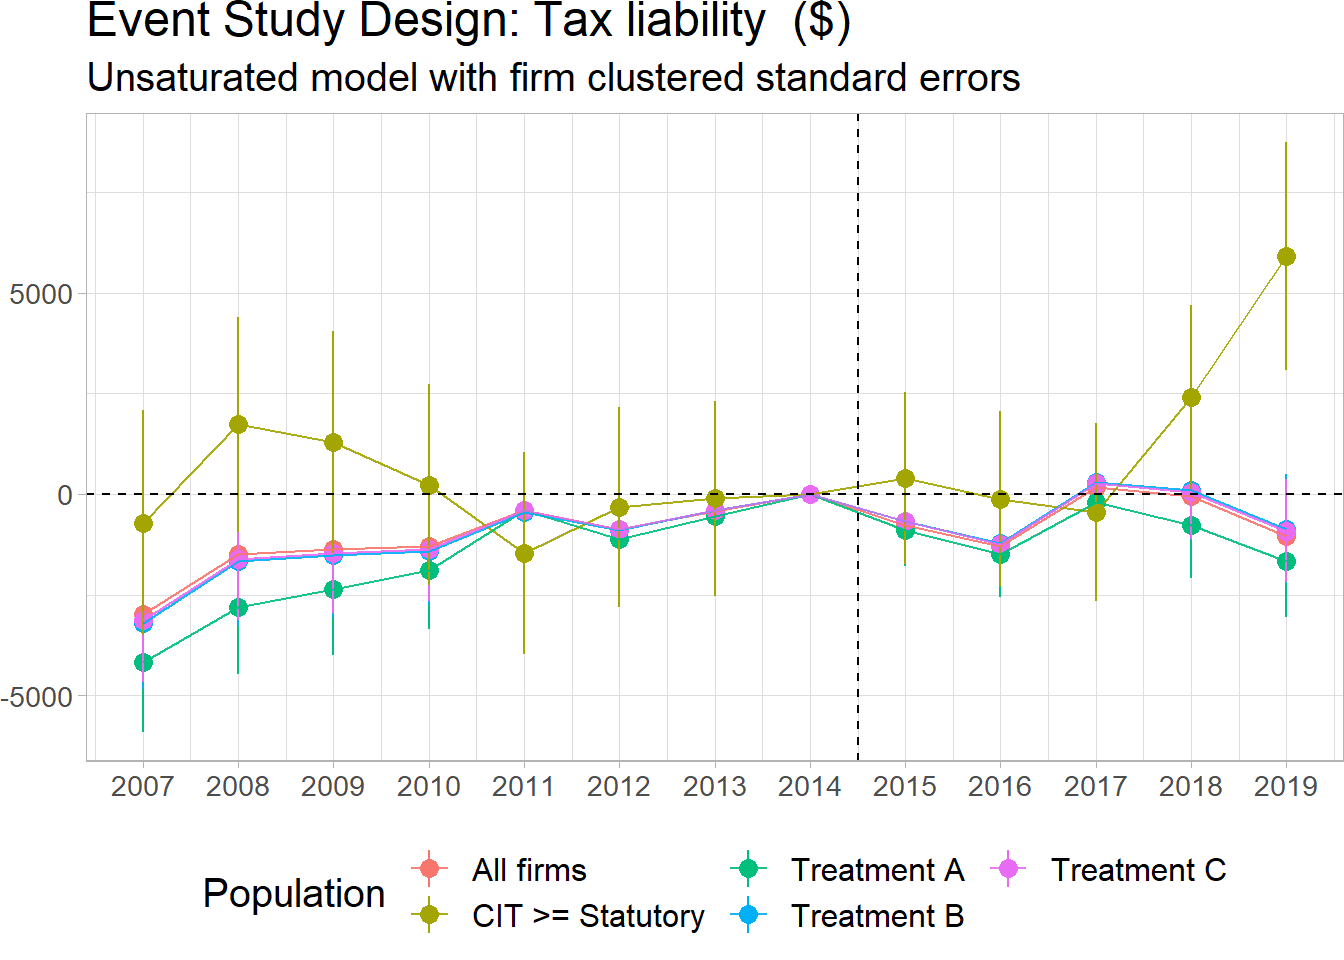 Event Study Design: Tax liability  ($)
Unsaturated model with firm clustered standard errors
5000
0
-5000
2007 2008 2009 2010 2011 2012 2013 2014 2015 2016 2017 2018 2019
Population
All firms
CIT >= Statutory
Treatment A
Treatment B
Treatment C